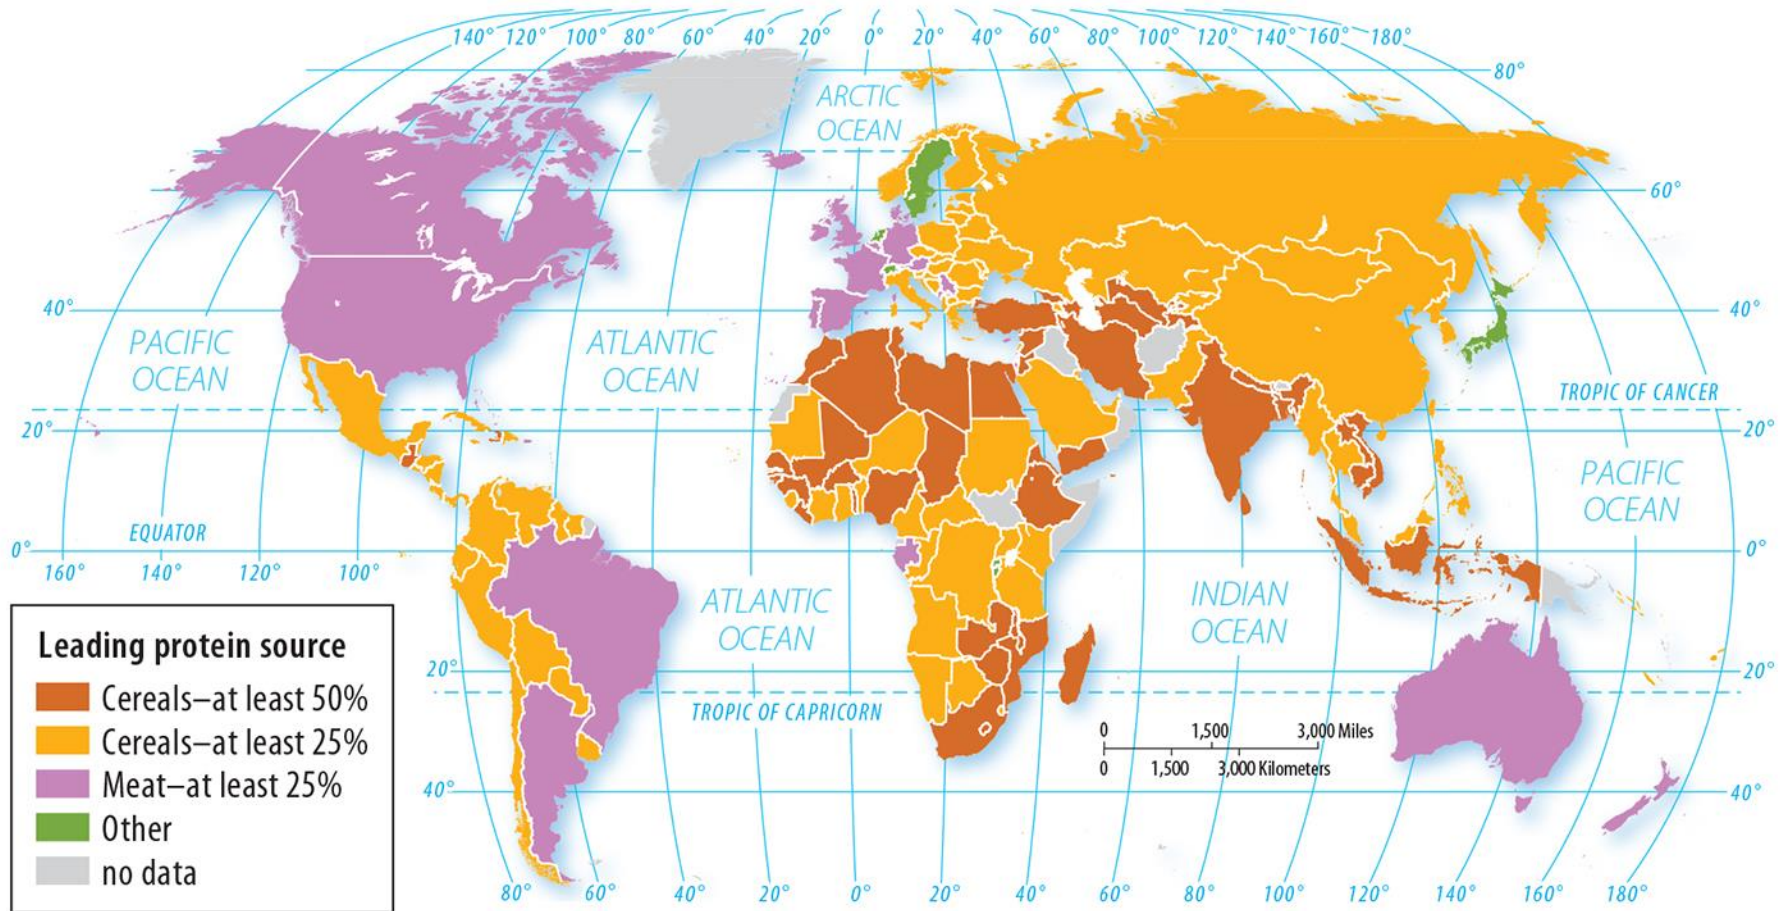 140° 120° 100° 80° 60° 40° 20° 0° 20° 40° 60° 80° 100° 120° 140° 160° 180°
80°
ARCTIC
OCEAN
60°
40°
40°
PACIFIC
OCEAN
ATLANTIC
OCEAN
TROPIC OF CANCER
20°
20°
PACIFIC
OCEAN
EQUATOR
0°
0°
160° 140° 120° 100°
ATLANTIC
OCEAN
INDIAN
OCEAN
20°
20°
TROPIC OF CAPRICORN
0 1,500 3,000 Miles
0 1,500 3,000 Kilometers
40°
40°
80° 60° 40° 20° 0° 20° 40° 60° 80° 100° 120° 140° 160° 180°
Leading protein source
Cereals–at least 50%
Cereals–at least 25%
Meat–at least 25%
Other
no data